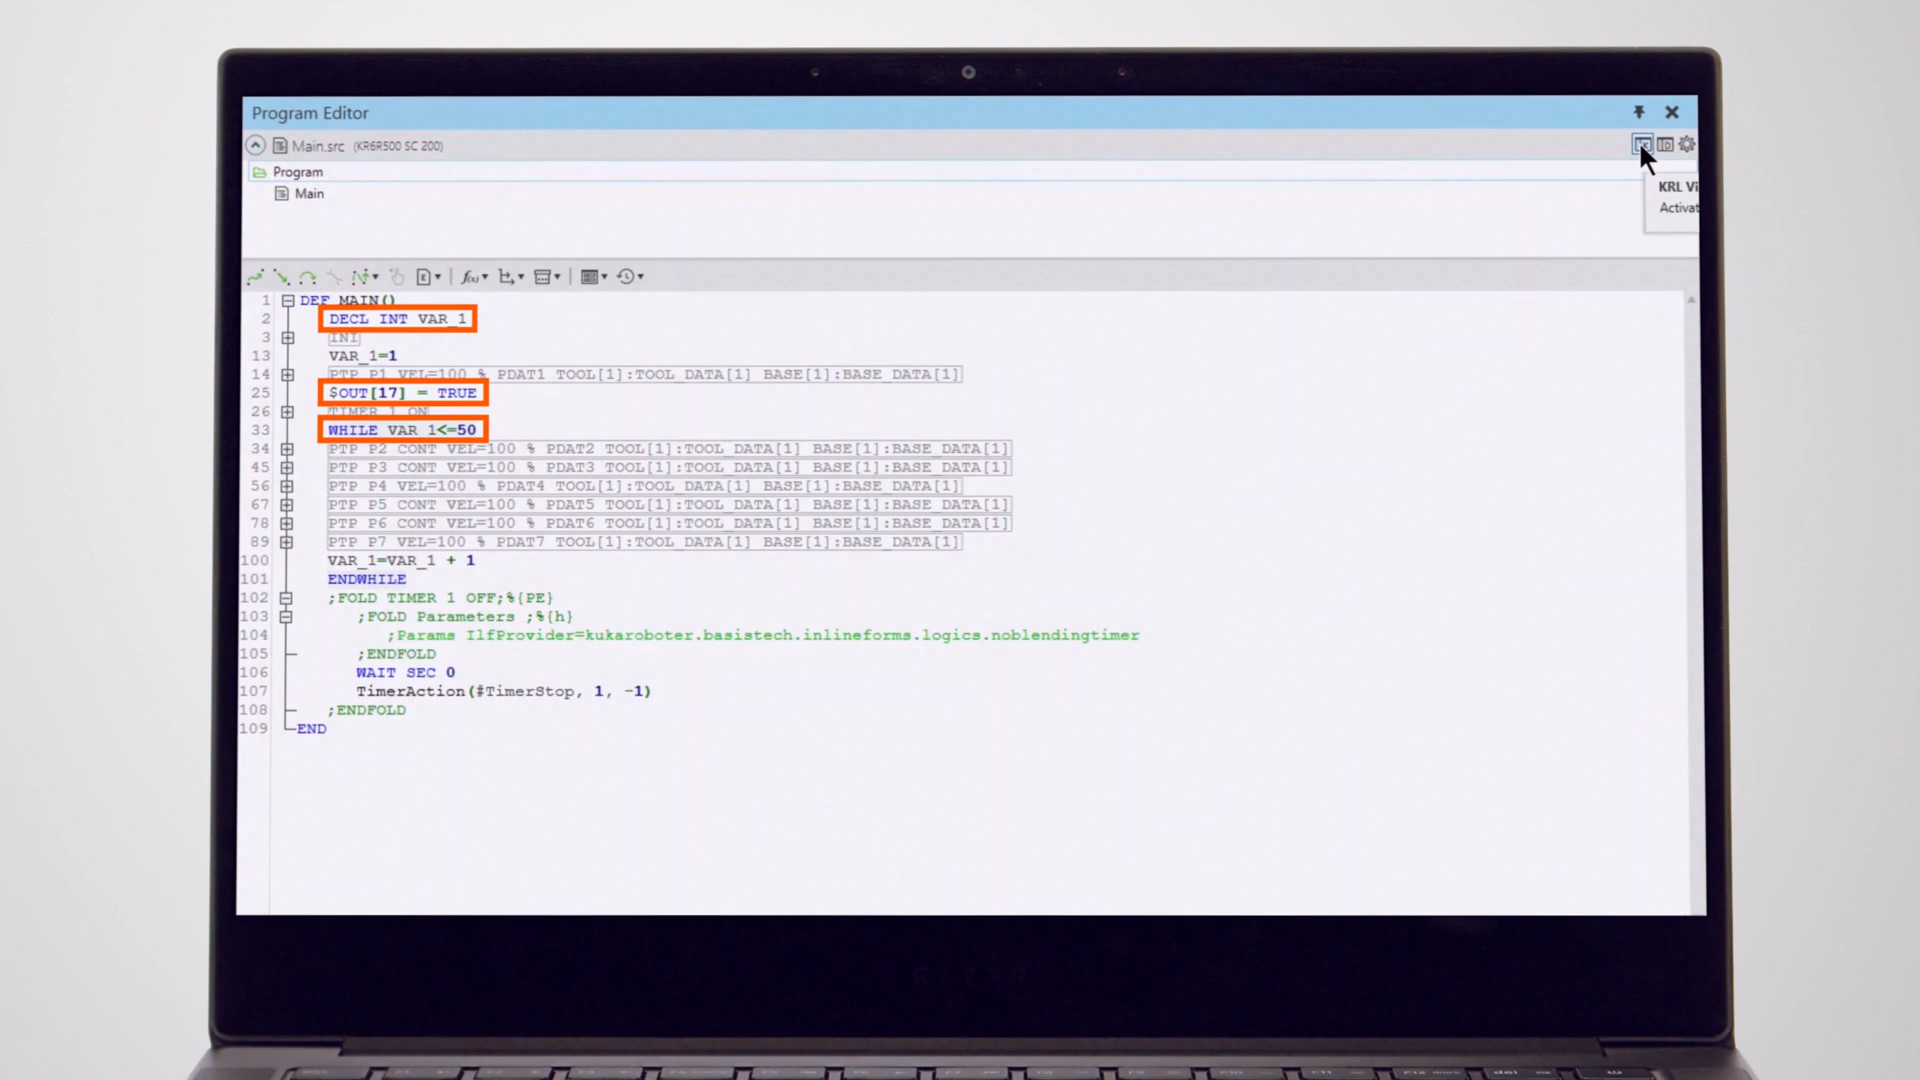 Program Editor
Main.src (KR6R500 SC 200)
Program
Main
KRL Vi
Activat
1 DEF MAIN()
2 DECL INT VAR_1
3 INI
13 VAR_1=1
14 PTP P1 VEL=100 % PDAT1 TOOL[1]:TOOL_DATA[1] BASE[1]:BASE_DATA[1]
25 $OUT[17] = TRUE
26 TIMER 1 ON
33 WHILE VAR_1<=50
34 PTP P2 CONT VEL=100 % PDAT2 TOOL[1]:TOOL_DATA[1] BASE[1]:BASE_DATA[1]
45 PTP P3 CONT VEL=100 % PDAT3 TOOL[1]:TOOL_DATA[1] BASE[1]:BASE_DATA[1]
56 PTP P4 VEL=100 % PDAT4 TOOL[1]:TOOL_DATA[1] BASE[1]:BASE_DATA[1]
67 PTP P5 CONT VEL=100 % PDAT5 TOOL[1]:TOOL_DATA[1] BASE[1]:BASE_DATA[1]
78 PTP P6 CONT VEL=100 % PDAT6 TOOL[1]:TOOL_DATA[1] BASE[1]:BASE_DATA[1]
89 PTP P7 VEL=100 % PDAT7 TOOL[1]:TOOL_DATA[1] BASE[1]:BASE_DATA[1]
100 VAR_1=VAR_1 + 1
101 ENDWHILE
102 ;FOLD TIMER 1 OFF;%{PE}
103 ;FOLD Parameters ;%{h}
104 ;Params IlfProvider=kukaroboter.basistech.inlineforms.logics.noblendingtimer
105 ;ENDFOLD
106 WAIT SEC 0
107 TimerAction(#TimerStop, 1, -1)
108 ;ENDFOLD
109 END